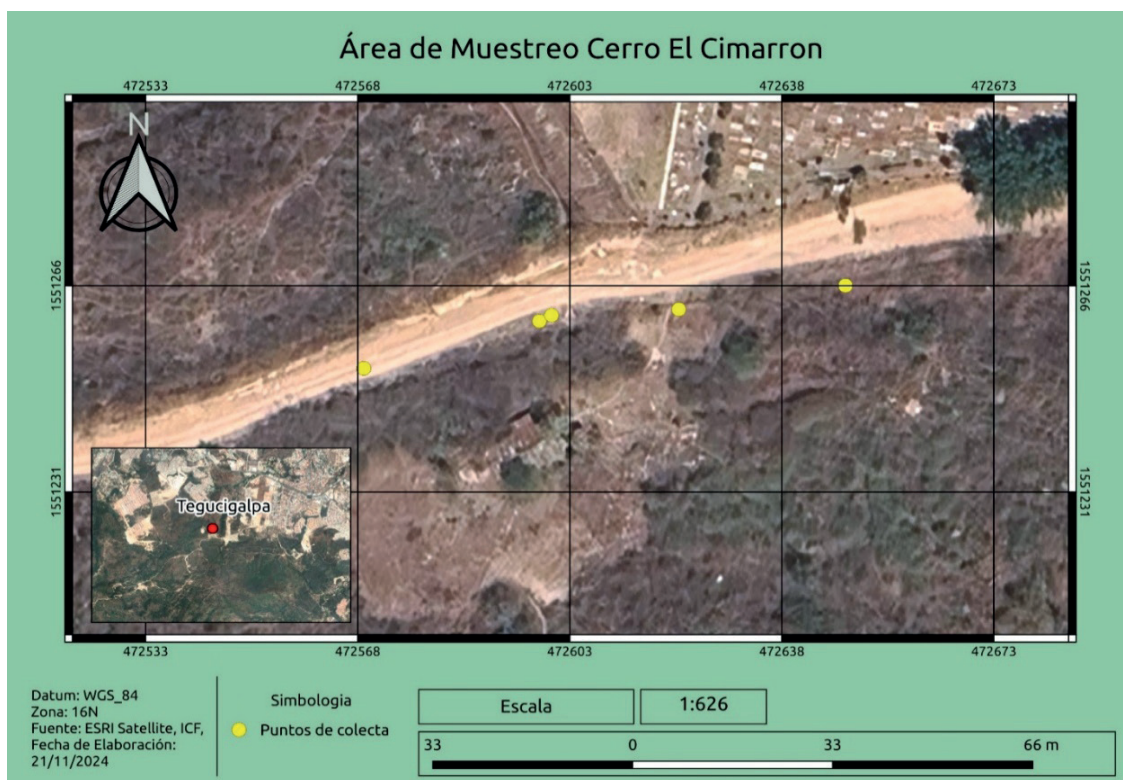 Área de Muestreo Cerro El Cimarron
472533 472568 472603 472638 472673
N
1551266 1551266
1551231 1551231
Tegucigalpa
472533 472568 472603 472638 472673
Datum: WGS_84
Zona: 16N
Fuente: ESRI Satellite, ICF,
Fecha de Elaboración:
21/11/2024
Simbologia
Puntos de colecta
Escala 1:626
33 0 33 66 m